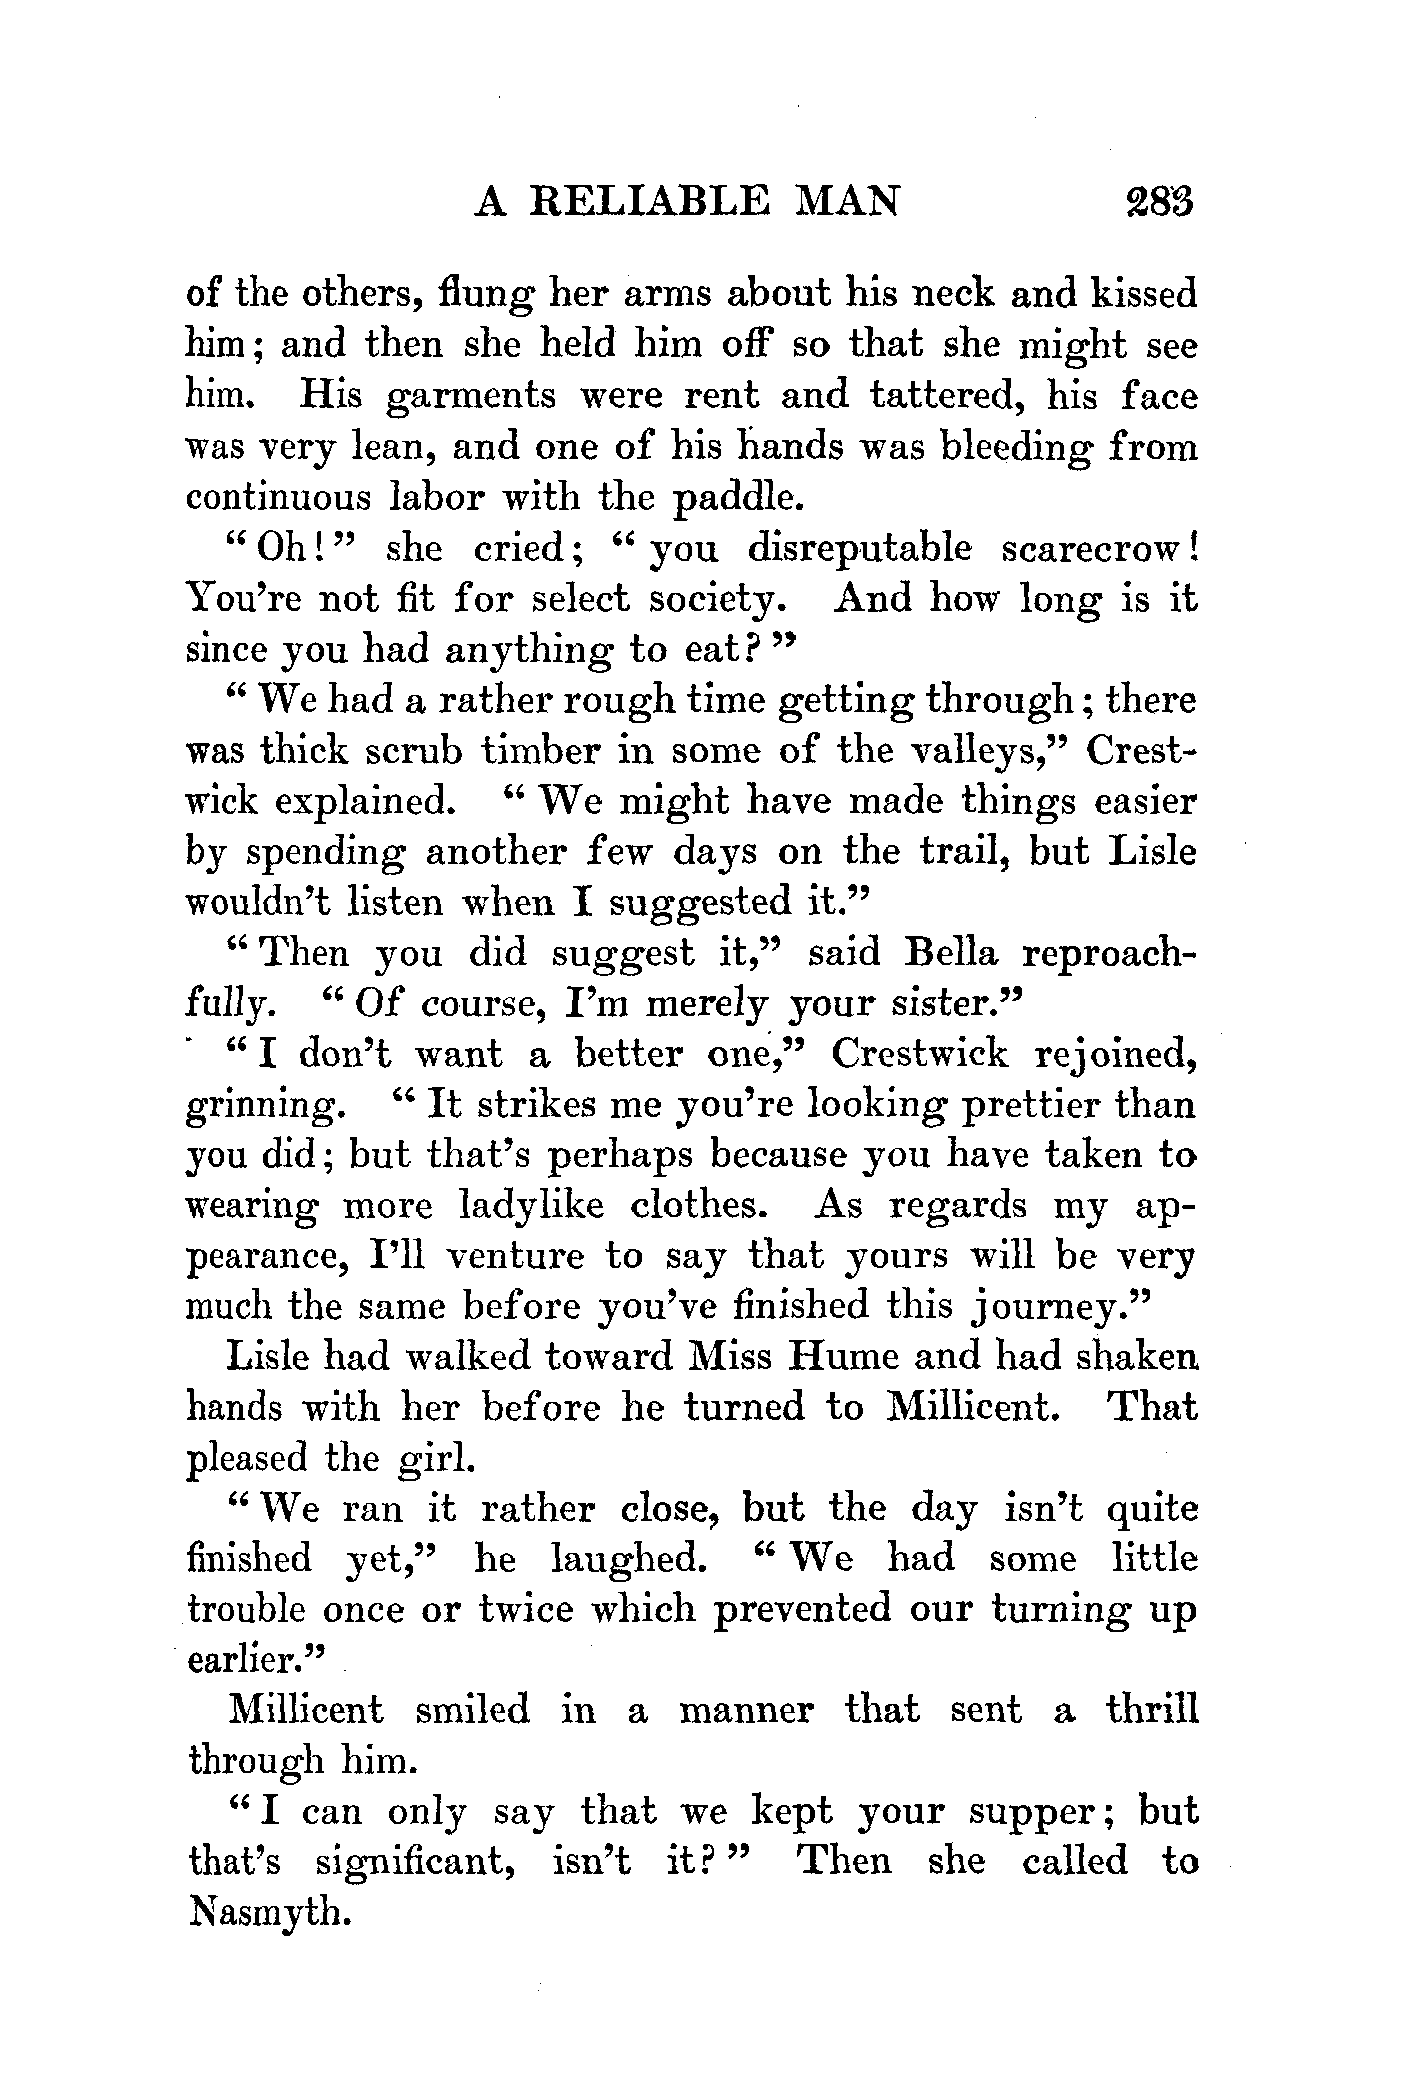 A RELIABLE MAN 283
of the others, flung her arms about his neck and kissed
him; and then she held him off so that she might see
him. His garments were rent and tattered, his face
was very lean, and one of his hands was bleeding from
continuous labor with the paddle.
“Oh!” she cried; “you disreputable scarecrow!
You’re not fit for select society. And how long is it
since you had anything to eat?”
“We had a rather rough time getting through; there
was thick scrub timber in some of the valleys,” Crest-
wick explained. “We might have made things easier
by spending another few days on the trail, but Lisle
wouldn’t listen when I suggested it.”
“Then you did suggest it,” said Bella reproach-
fully. “Of course, I’m merely your sister.”
“I don’t want a better one,” Crestwick rejoined,
grinning. “It strikes me you’re looking prettier than
you did; but that’s perhaps because you have taken to
wearing more ladylike clothes. As regards my ap-
pearance, I’ll venture to say that yours will be very
much the same before you’ve finished this journey.”
Lisle had walked toward Miss Hume and had shaken
hands with her before he turned to Millicent. That
pleased the girl.
“We ran it rather close, but the day isn’t quite
finished yet,” he laughed. “We had some little
trouble once or twice which prevented our turning up
earlier.”
Millicent smiled in a manner that sent a thrill
through him.
“I can only say that we kept your supper; but
that’s significant, isn’t it?” Then she called to
Nasmyth.